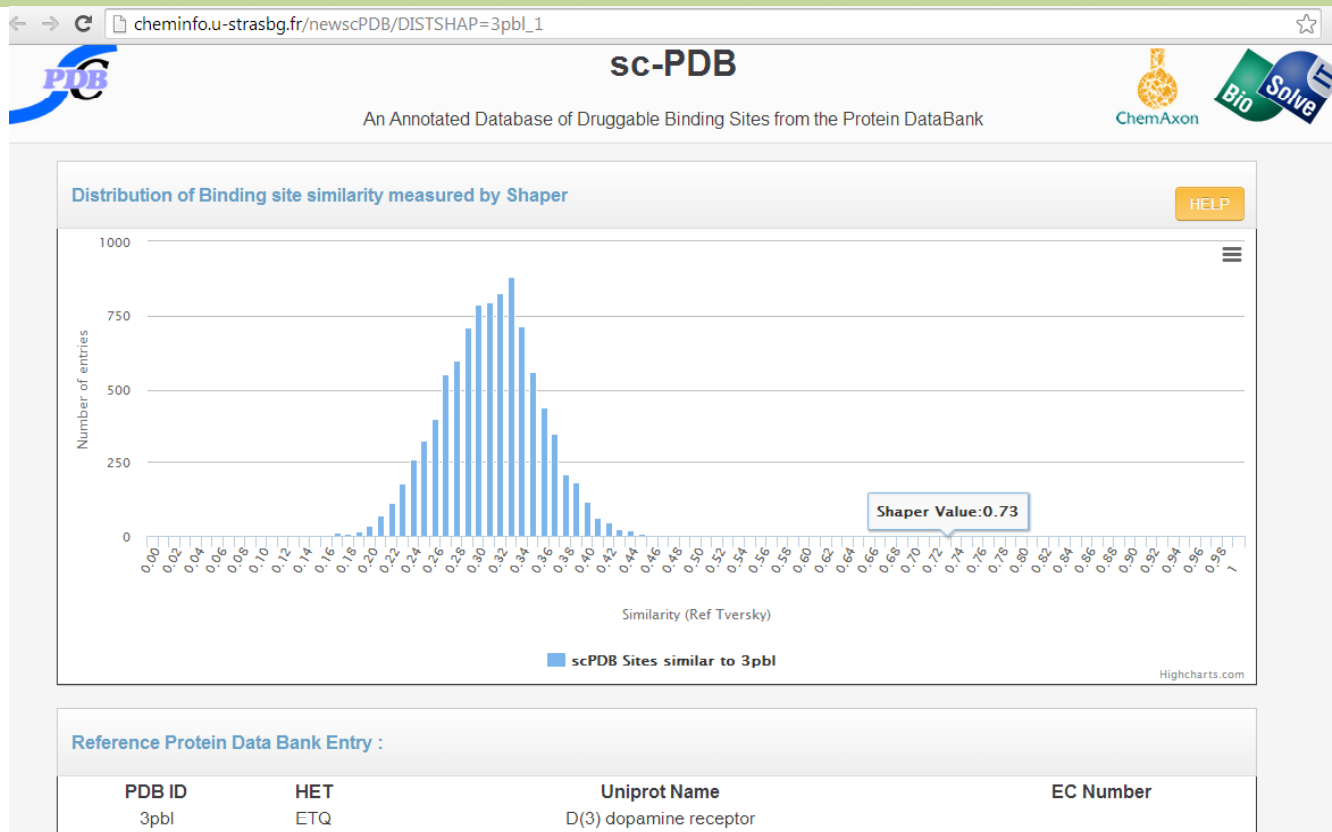 cheminfo.u-strasbg.fr/newscPDB/DISTSHAP=3pbl_1
PDB
sc-PDB
An Annotated Database of Druggable Binding Sites from the Protein DataBank
ChemAxon
Bio Solve IT
Distribution of Binding site similarity measured by Shaper
HELP
1000
750
500
250
0
Number of entries
Shaper Value:0.73
0.00 0.02 0.04 0.06 0.08 0.10 0.12 0.14 0.16 0.18 0.20 0.22 0.24 0.26 0.28 0.30 0.32 0.34 0.36 0.38 0.40 0.42 0.44 0.46 0.48 0.50 0.52 0.54 0.56 0.58 0.60 0.62 0.64 0.66 0.68 0.70 0.72 0.74 0.76 0.78 0.80 0.82 0.84 0.86 0.88 0.90 0.92 0.94 0.96 0.98 1
Similarity (Ref Tversky)
scPDB Sites similar to 3pbl
Highcharts.com
Reference Protein Data Bank Entry :
PDB ID HET Uniprot Name EC Number
3pbl ETQ D(3) dopamine receptor